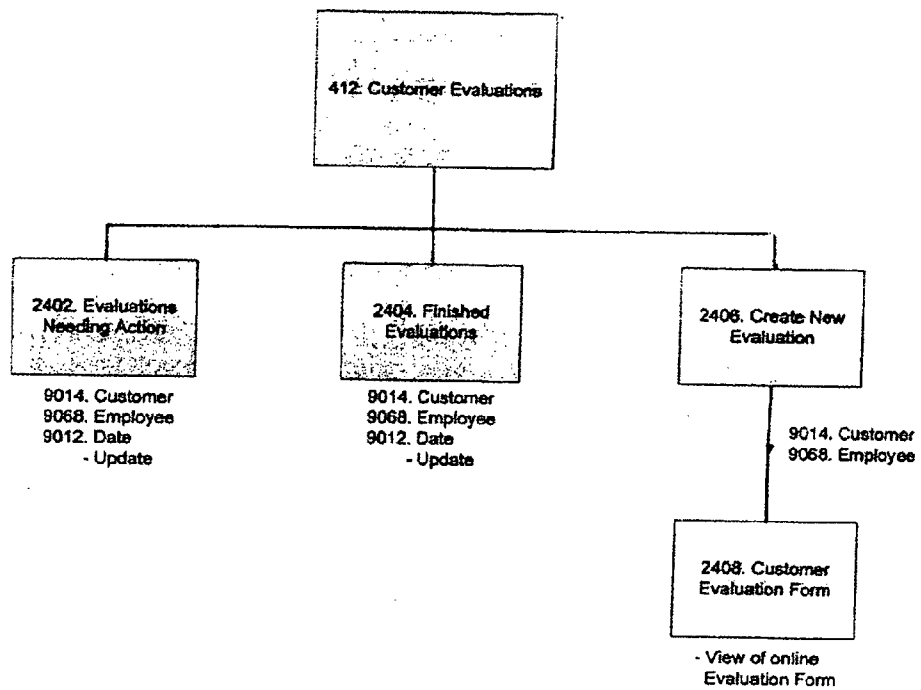 412. Customer Evaluations
2402. Evaluations
Needing Action
2404. Finished
Evaluations
2406. Create New
Evaluation
9014. Customer
9068. Employee
9012. Date
- Update
9014. Customer
9068. Employee
9012. Date
- Update
9014. Customer
9068. Employee
2408. Customer
Evaluation Form
- View of online
Evaluation Form